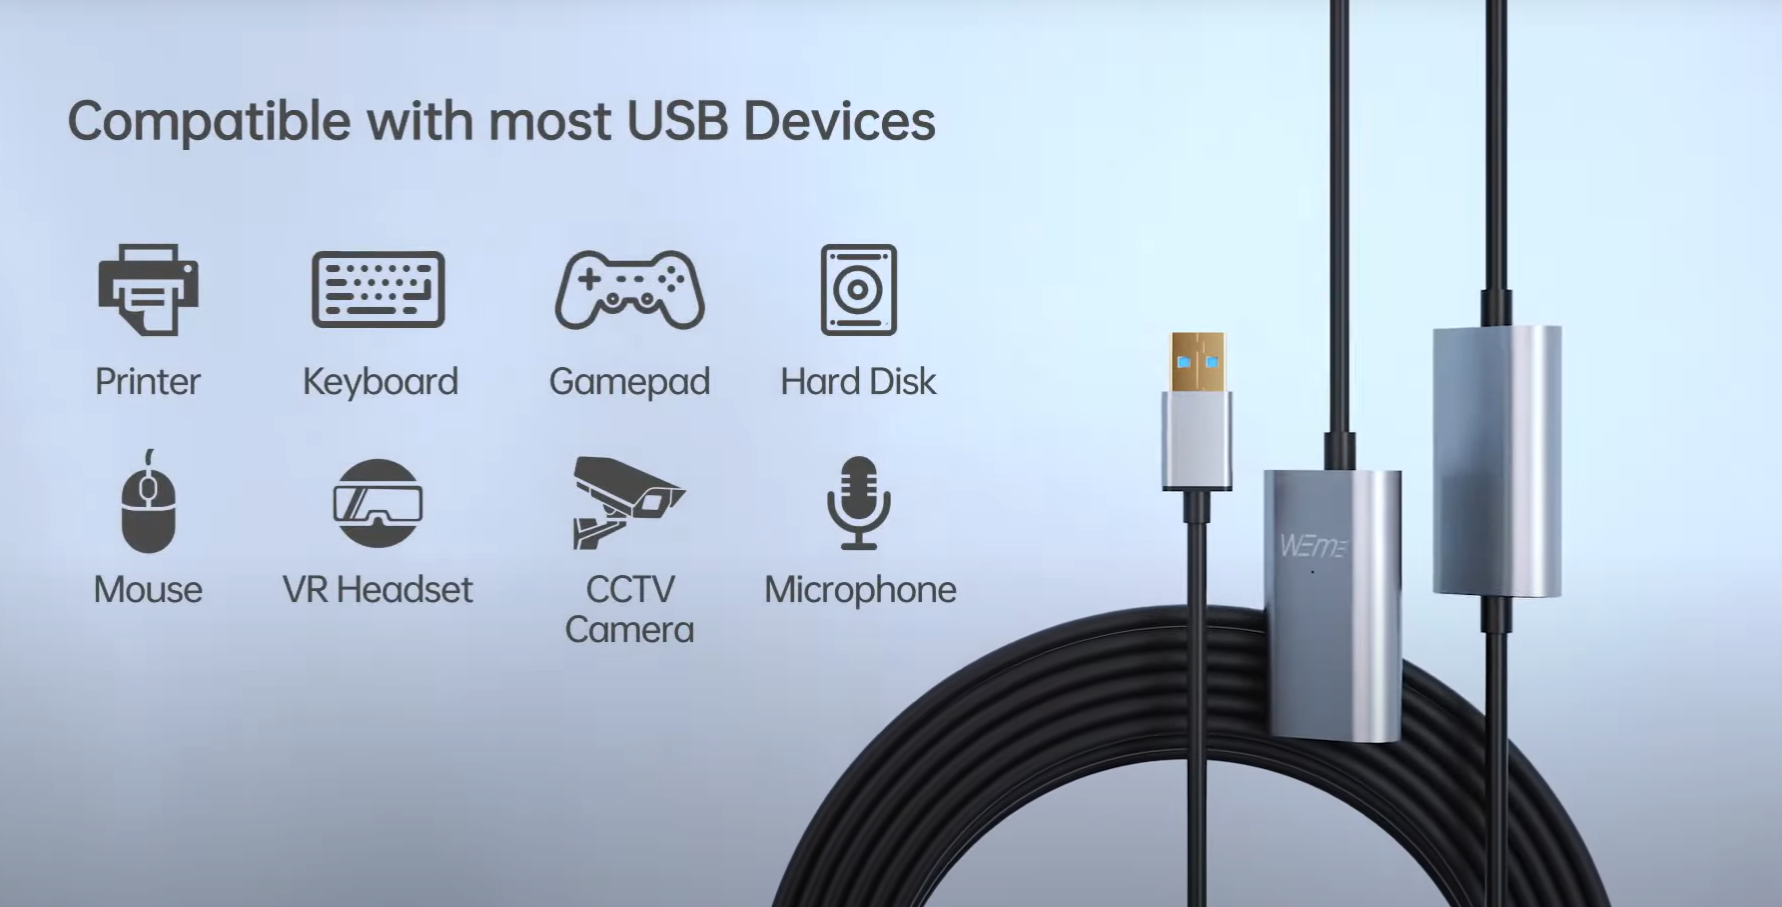 Compatible with most USB Devices
Printer
Keyboard
Gamepad
Hard Disk
Mouse
VR Headset
CCTV
Camera
Microphone
WEme